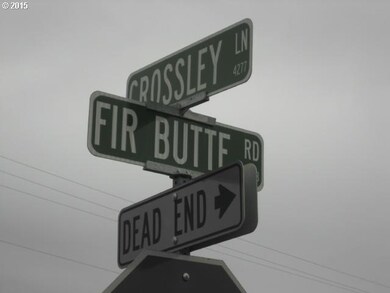 © 2015
CROSSLEY LN
4277
FIR BUTTE RD
DEAD END